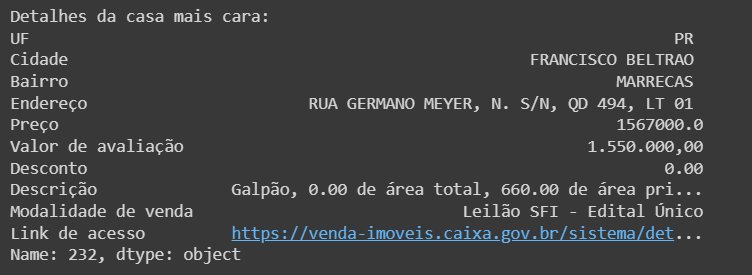 Detalhes da casa mais cara:
UF PR
Cidade FRANCISCO BELTRAO
Bairro MARRECAS
Endereço RUA GERMANO MEYER, N. S/N, QD 494, LT 01
Preço 1567000.0
Valor de avaliação 1.550.000,00
Desconto 0.00
Descrição Galpão, 0.00 de área total, 660.00 de área pri...
Modalidade de venda Leilão SFI - Edital Único
Link de acesso https://venda-imoveis.caixa.gov.br/sistema/det...
Name: 232, dtype: object